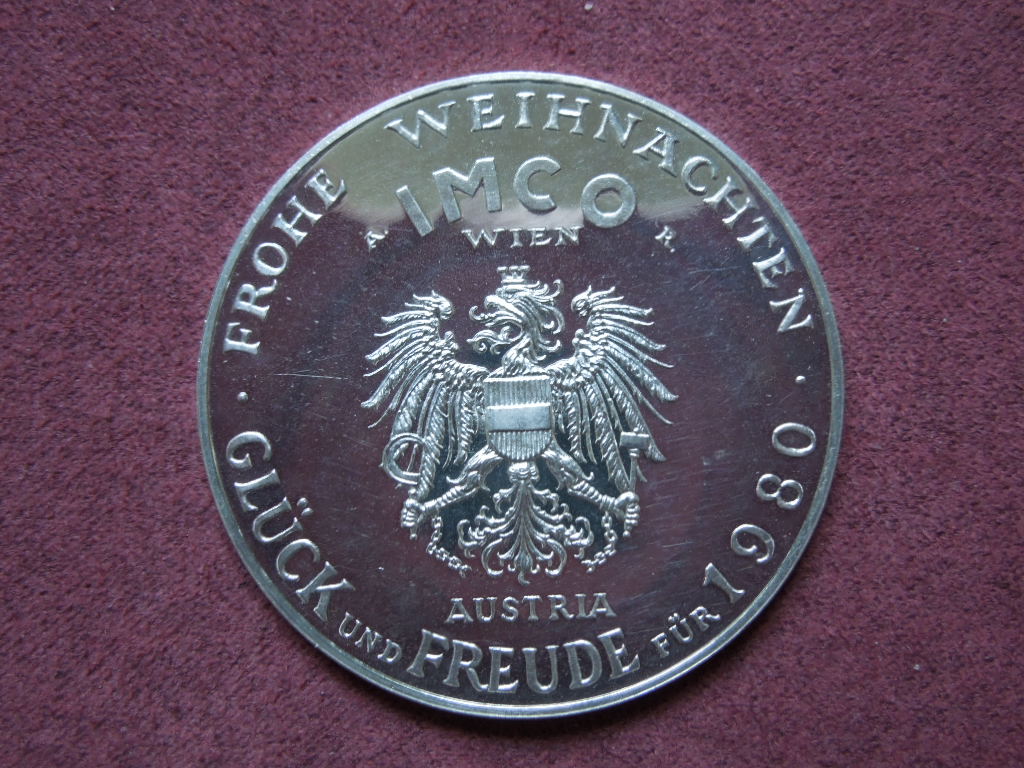 · FROHE WEIHNACHTEN ·
IMCO
A WIEN R
AUSTRIA
GLÜCK UND FREUDE FÜR 1980